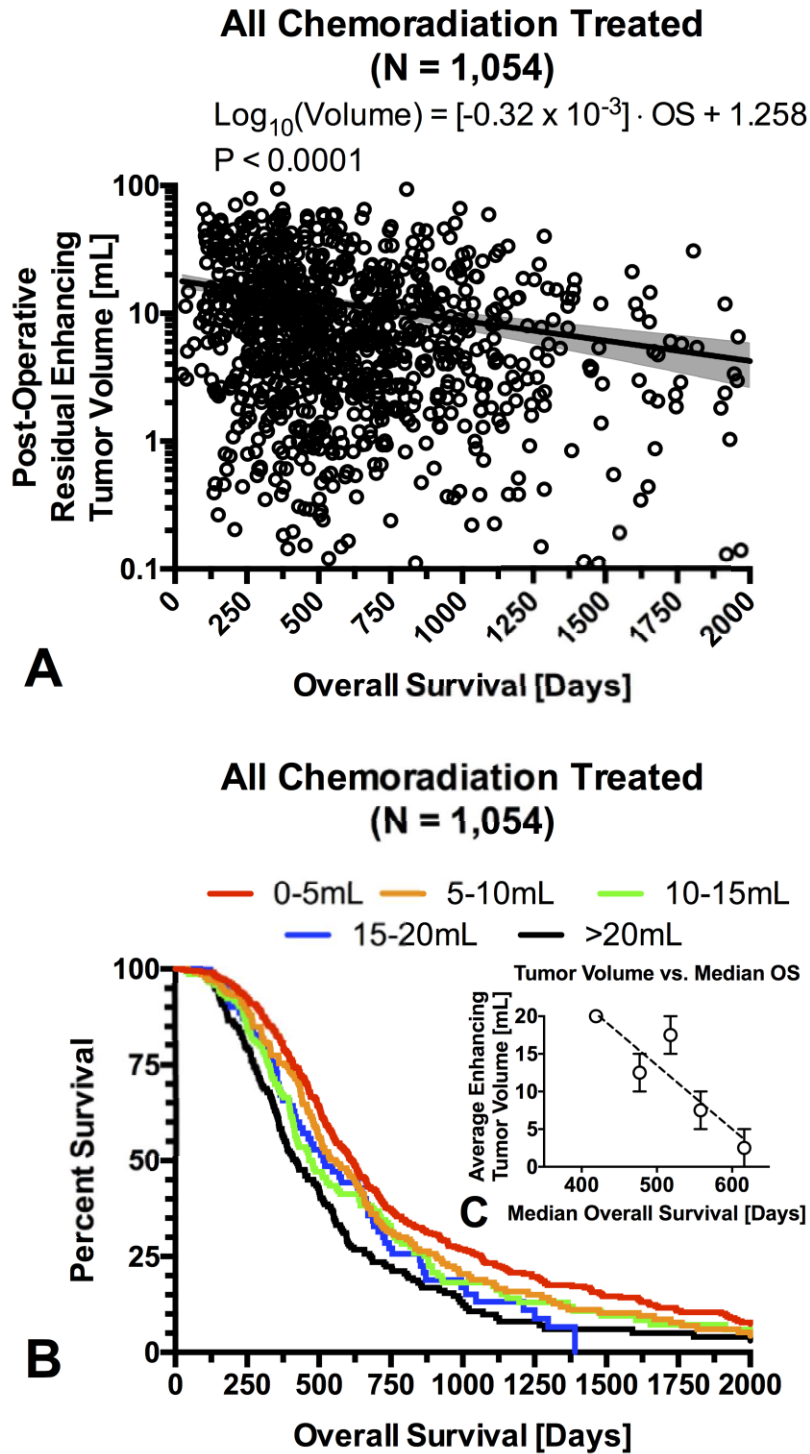 All Chemoradiation Treated
(N = 1,054)
Log10(Volume) = [-0.32 x 10-3] · OS + 1.258
P < 0.0001
Post-Operative
Residual Enhancing
Tumor Volume [mL]
100
10
1
0.1
0
250
500
750
1000
1250
1500
1750
2000
Overall Survival [Days]
A
All Chemoradiation Treated
(N = 1,054)
0-5mL
5-10mL
10-15mL
15-20mL
>20mL
Percent Survival
100
75
50
25
0
0
250
500
750
1000
1250
1500
1750
2000
Overall Survival [Days]
B
Tumor Volume vs. Median OS
Average Enhancing
Tumor Volume [mL]
20
15
10
5
0
400
500
600
Median Overall Survival [Days]
C